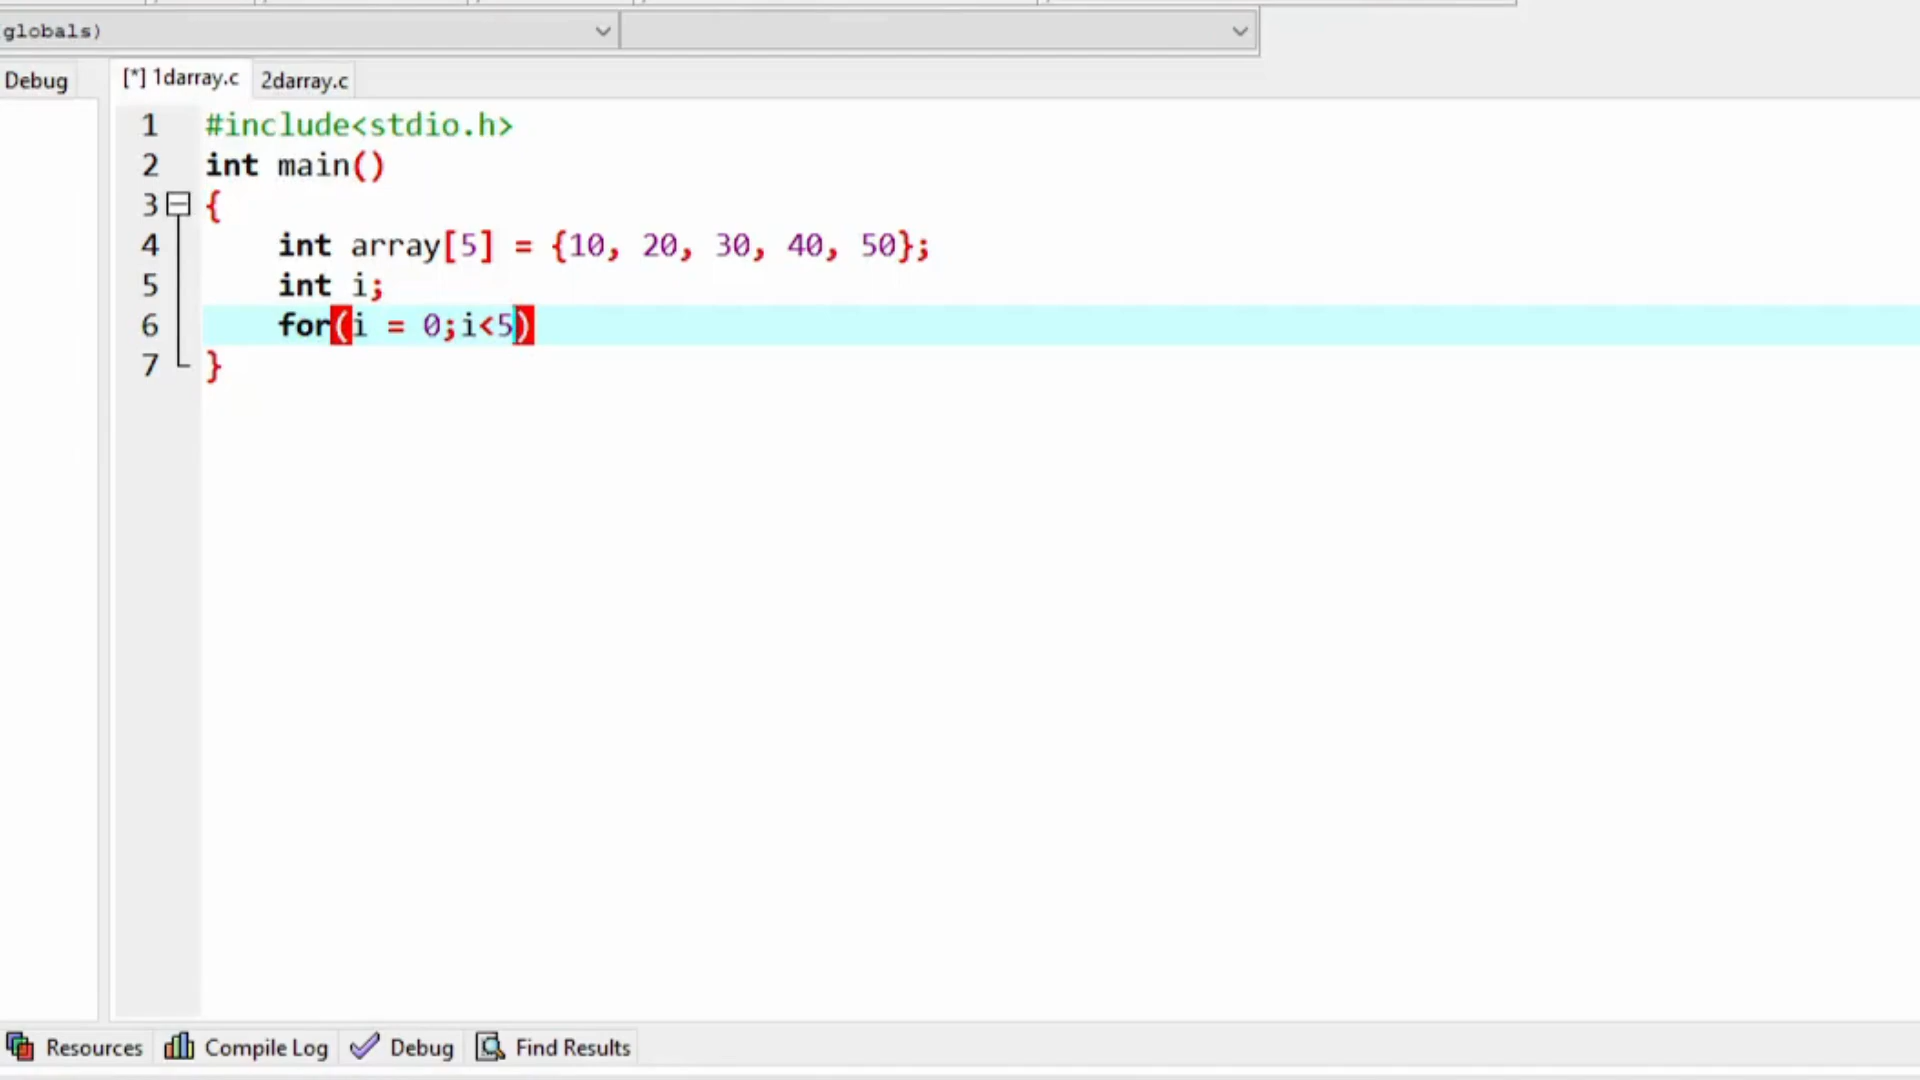 globals)
Debug
[*] 1darray.c 2darray.c
1 #include<stdio.h>
2 int main()
3 {
4 int array[5] = {10, 20, 30, 40, 50};
5 int i;
6 for(i = 0;i<5)
7 }
Resources Compile Log Debug Find Results